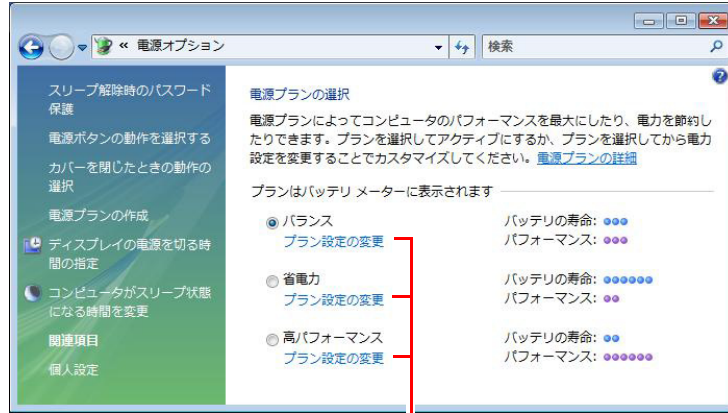 « 電源オプション
検索
スリープ解除時のパスワード
保護
電源ボタンの動作を選択する
カバーを閉じたときの動作の
選択
電源プランの作成
ディスプレイの電源を切る時
間の指定
コンピュータがスリープ状態
になる時間を変更
関連項目
個人設定
電源プランの選択
電源プランによってコンピュータのパフォーマンスを最大にしたり、電力を節約し
たりできます。プランを選択してアクティブにするか、プランを選択してから電力
設定を変更することでカスタマイズしてください。電源プランの詳細
プランはバッテリ メーターに表示されます
バランス バッテリの寿命:
プラン設定の変更 パフォーマンス:
省電力 バッテリの寿命:
プラン設定の変更 パフォーマンス:
高パフォーマンス バッテリの寿命:
プラン設定の変更 パフォーマンス: